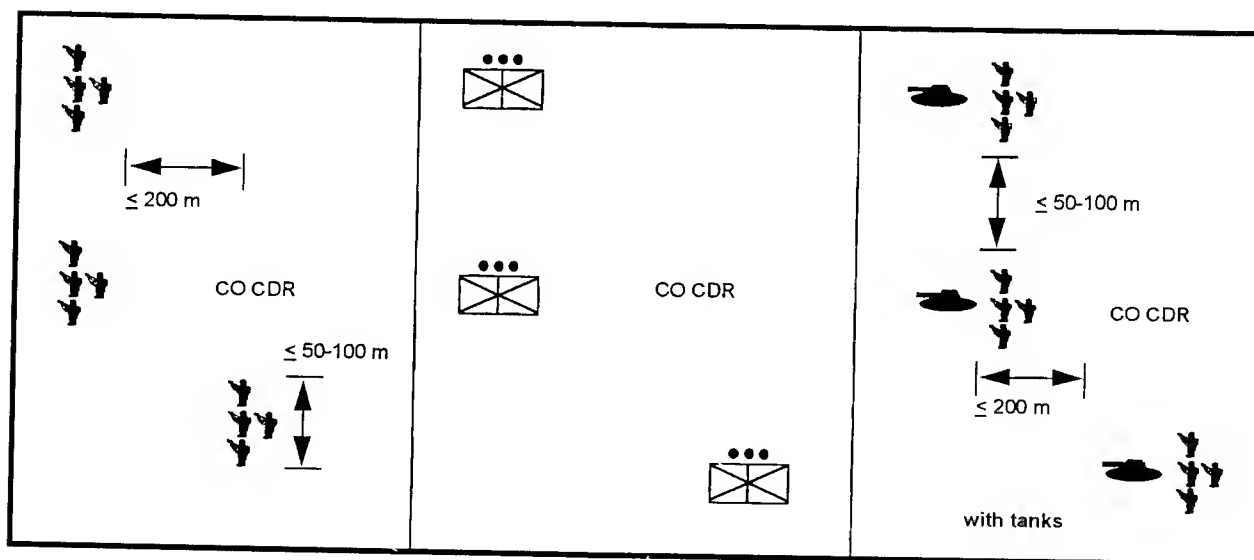 ≤ 200 m
CO CDR
≤ 50-100 m
CO CDR
≤ 50-100 m
CO CDR
≤ 200 m
with tanks